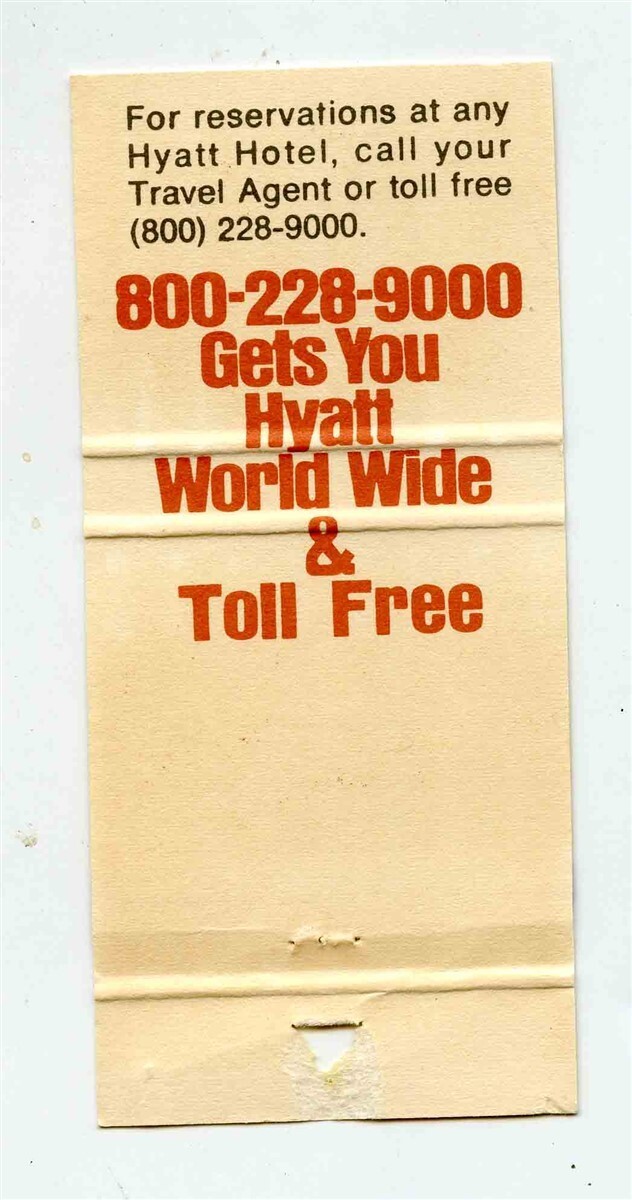 For reservations at any
Hyatt Hotel, call your
Travel Agent or toll free
(800) 228-9000.
800-228-9000
Gets You
Hyatt
World Wide
&
Toll Free